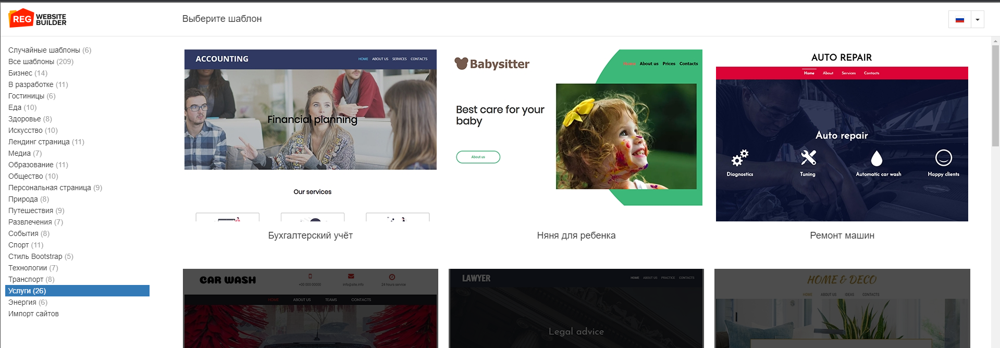 REG WEBSITE BUILDER
Выберите шаблон
Случайные шаблоны (6)
Все шаблоны (209)
Бизнес (14)
В разработке (11)
Гостиницы (6)
Еда (10)
Здоровье (8)
Искусство (10)
Лендинг страница (11)
Медиа (7)
Образование (11)
Общество (10)
Персональная страница (9)
Природа (8)
Путешествия (9)
Развлечения (7)
События (8)
Спорт (11)
Стиль Bootstrap (5)
Технологии (7)
Транспорт (8)
Услуги (26)
Энергия (6)
Импорт сайтов
ACCOUNTING
HOME ABOUT US SERVICES CONTACTS
Financial planning
Our services
Бухгалтерский учёт
Babysitter
Home About us Prices Contacts
Best care for your
baby
About us
Няня для ребенка
AUTO REPAIR
Home About Services Contacts
Auto repair
Diagnostics Tuning Automatic car wash Happy clients
Ремонт машин
CAR WASH
+00 000 00000 info@site.info 24 hours service
HOME ABOUT US TEAMS CONTACTS
LAWYER
HOME ABOUT US PRACTICE CONTACTS
Legal advice
HOME & DECO
HOME ABOUT US IDEAS CONTACTS